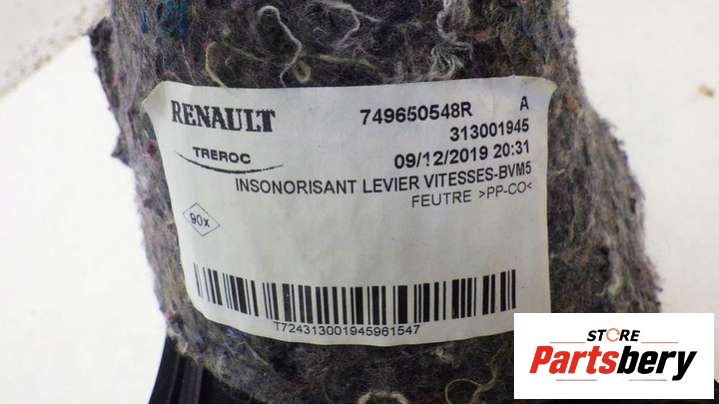 RENAULT 749650548R A
313001945
TREROC 09/12/2019 20:31
INSONORISANT LEVIER VITESSES-BVM5
FEUTRE >PP-CO<
90x
T724313001945961547
STORE
Partsbery